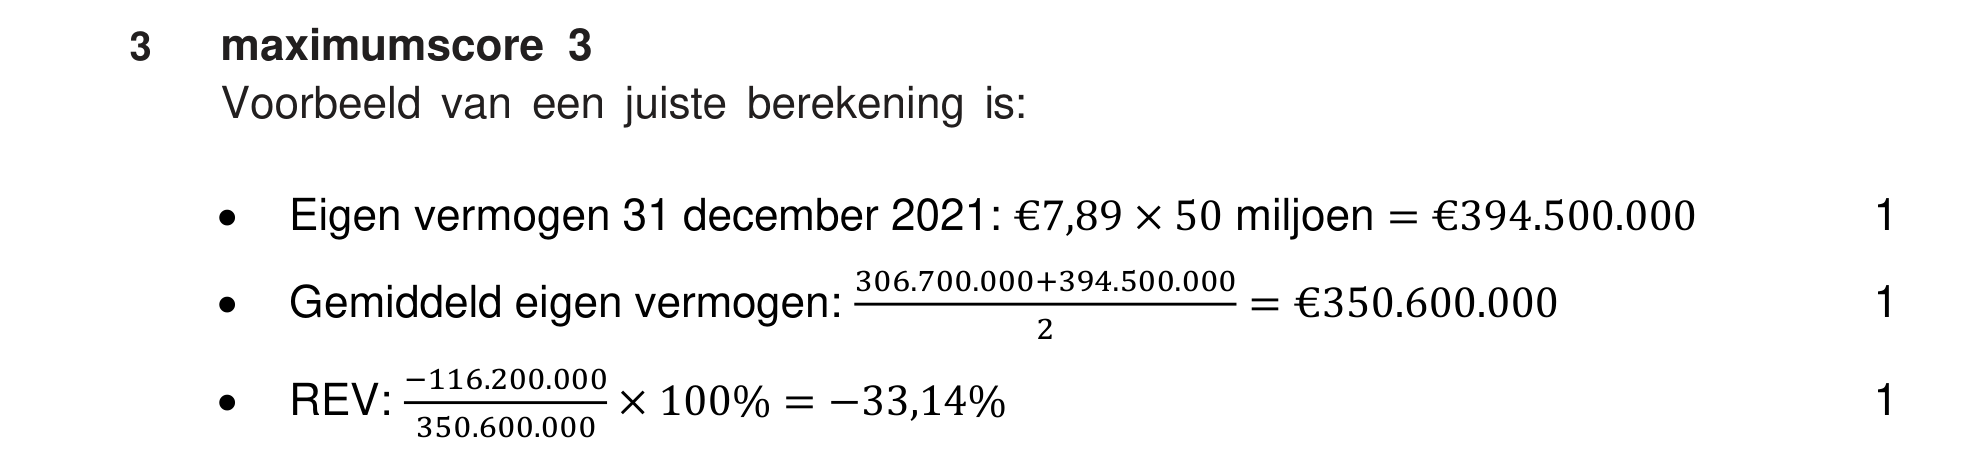 3 maximumscore 3
Voorbeeld van een juiste berekening is:
• Eigen vermogen 31 december 2021: €7,89 × 50 miljoen = €394.500.000 1
• Gemiddeld eigen vermogen: (306.700.000+394.500.000)/2 = €350.600.000 1
• REV: −116.200.000/350.600.000 × 100% = −33,14% 1